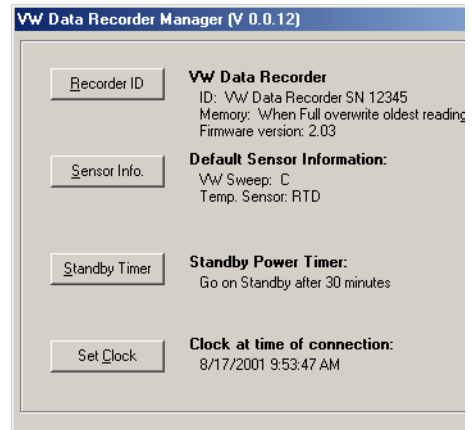 VW Data Recorder Manager (V 0.0.12)
Recorder ID
VW Data Recorder
ID: VW Data Recorder SN 12345
Memory: When Full overwrite oldest reading
Firmware version: 2.03
Sensor Info.
Default Sensor Information:
VW Sweep: C
Temp. Sensor: RTD
Standby Timer
Standby Power Timer:
Go on Standby after 30 minutes
Set Clock
Clock at time of connection:
8/17/2001 9:53:47 AM